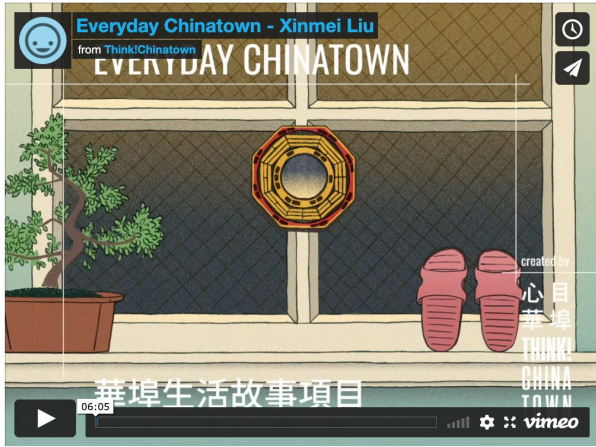 Everyday Chinatown - Xinmei Liu
from Think!Chinatown
EVERYDAY CHINATOWN
created by
心目
華埠
THINK!
CHINA
TOWN
華埠生活故事項目
06:05
vimeo